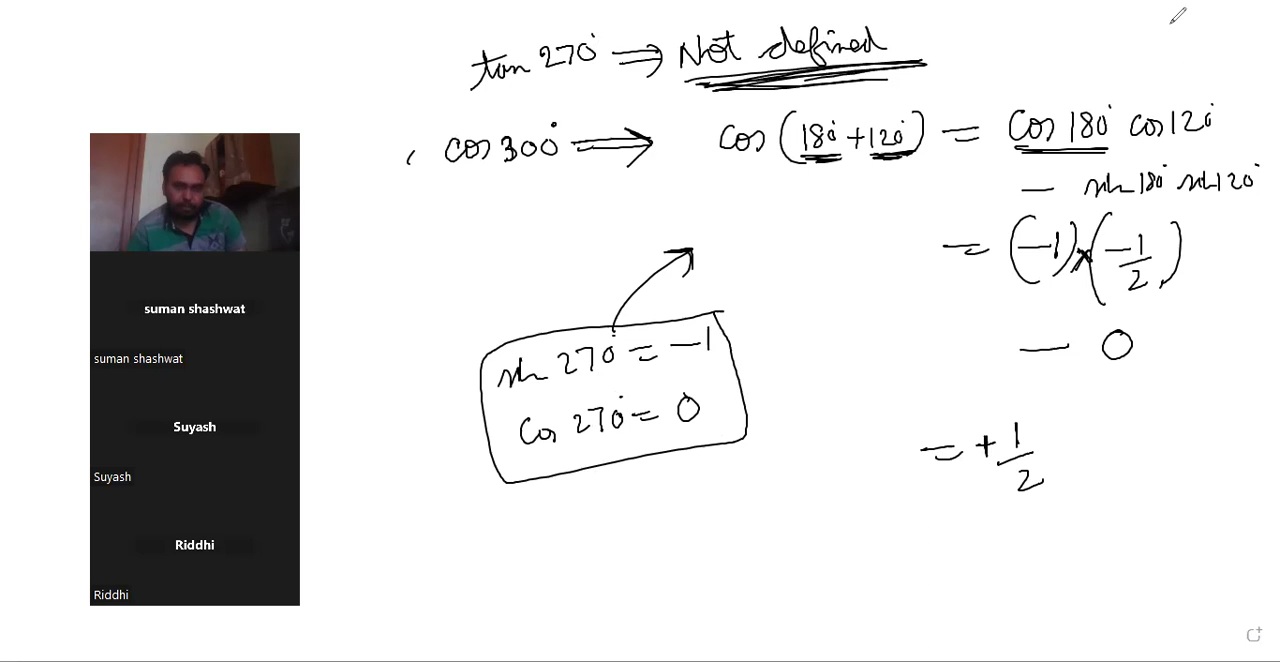 tan 270° ⇒ Not defined
, cos 300° ⇒ cos (180° + 120°) = cos 180° cos 120°
— sin 180° sin 120°
= (−1) × (−1/2)
— 0
= + 1/2
sin 270° = −1
cos 270° = 0
suman shashwat
suman shashwat
Suyash
Suyash
Riddhi
Riddhi